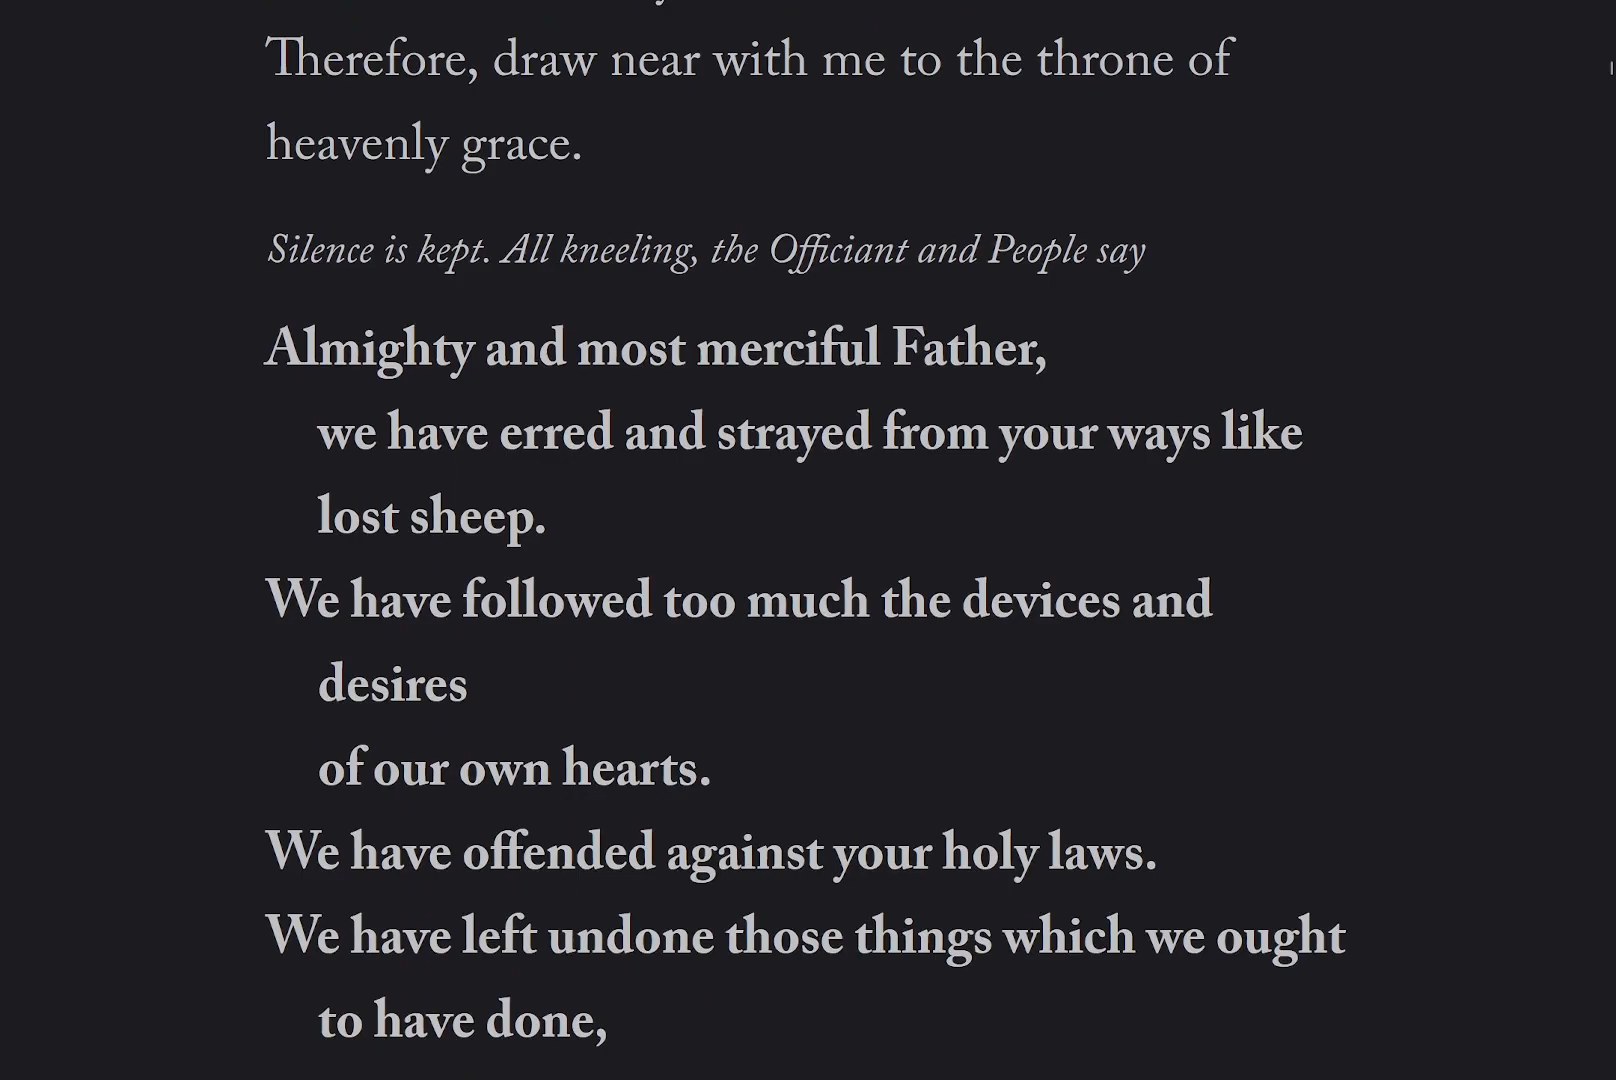 Therefore, draw near with me to the throne of
heavenly grace.
Silence is kept. All kneeling, the Officiant and People say
Almighty and most merciful Father,
we have erred and strayed from your ways like
lost sheep.
We have followed too much the devices and
desires
of our own hearts.
We have offended against your holy laws.
We have left undone those things which we ought
to have done,